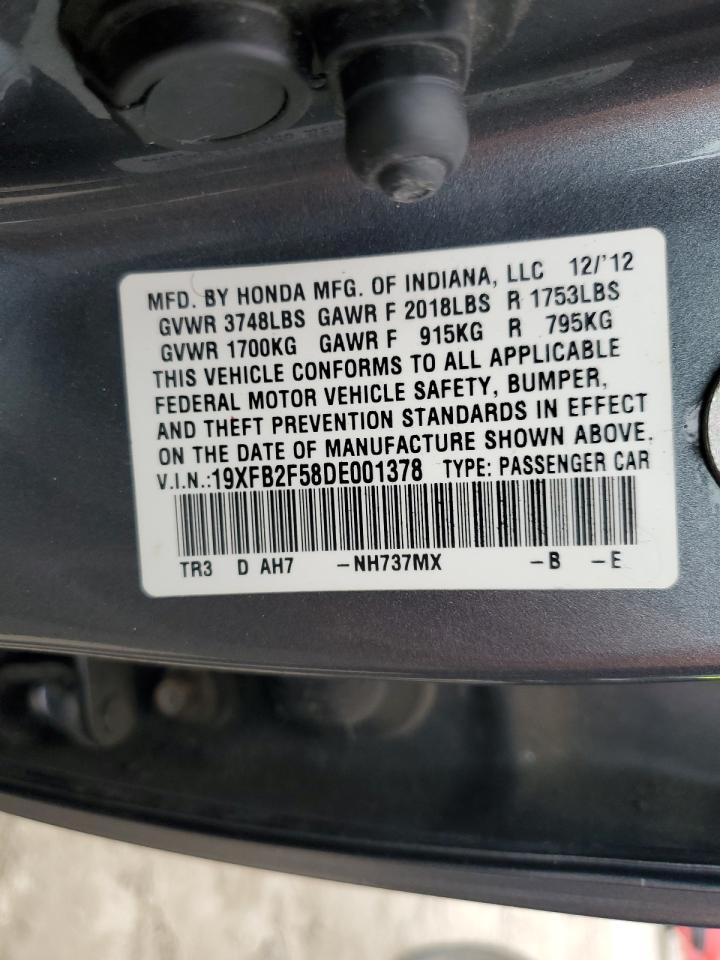 MFD. BY HONDA MFG. OF INDIANA, LLC 12/'12
GVWR 3748LBS GAWR F 2018LBS R 1753LBS
GVWR 1700KG GAWR F 915KG R 795KG
THIS VEHICLE CONFORMS TO ALL APPLICABLE
FEDERAL MOTOR VEHICLE SAFETY, BUMPER,
AND THEFT PREVENTION STANDARDS IN EFFECT
ON THE DATE OF MANUFACTURE SHOWN ABOVE.
V.I.N.:19XFB2F58DE001378 TYPE: PASSENGER CAR
TR3 D AH7 -NH737MX -B -E